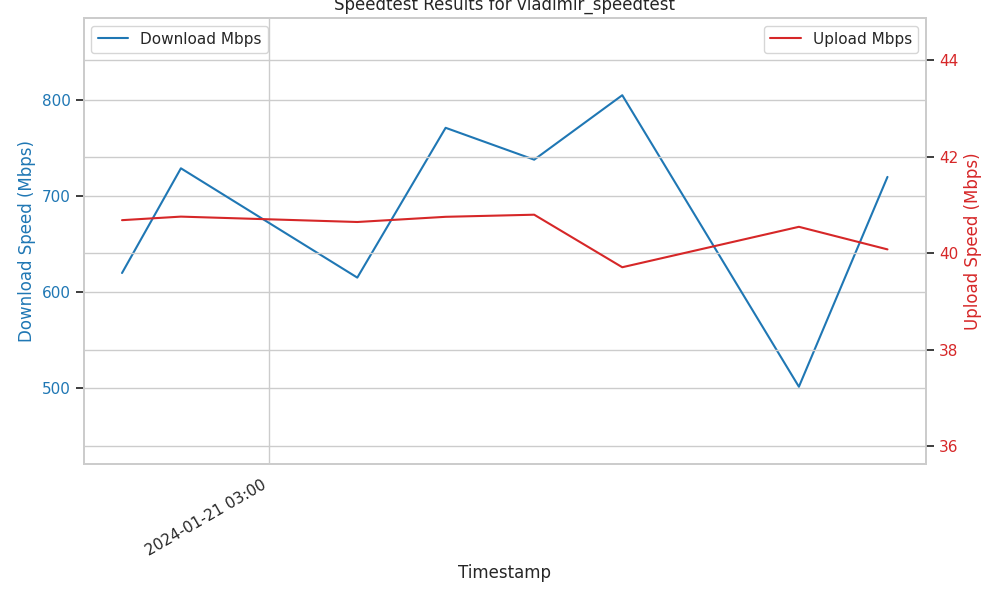 Speedtest Results for vladimir_speedtest
Download Mbps
Upload Mbps
Download Speed (Mbps)
800
700
600
500
Upload Speed (Mbps)
44
42
40
38
36
2024-01-21 03:00
Timestamp